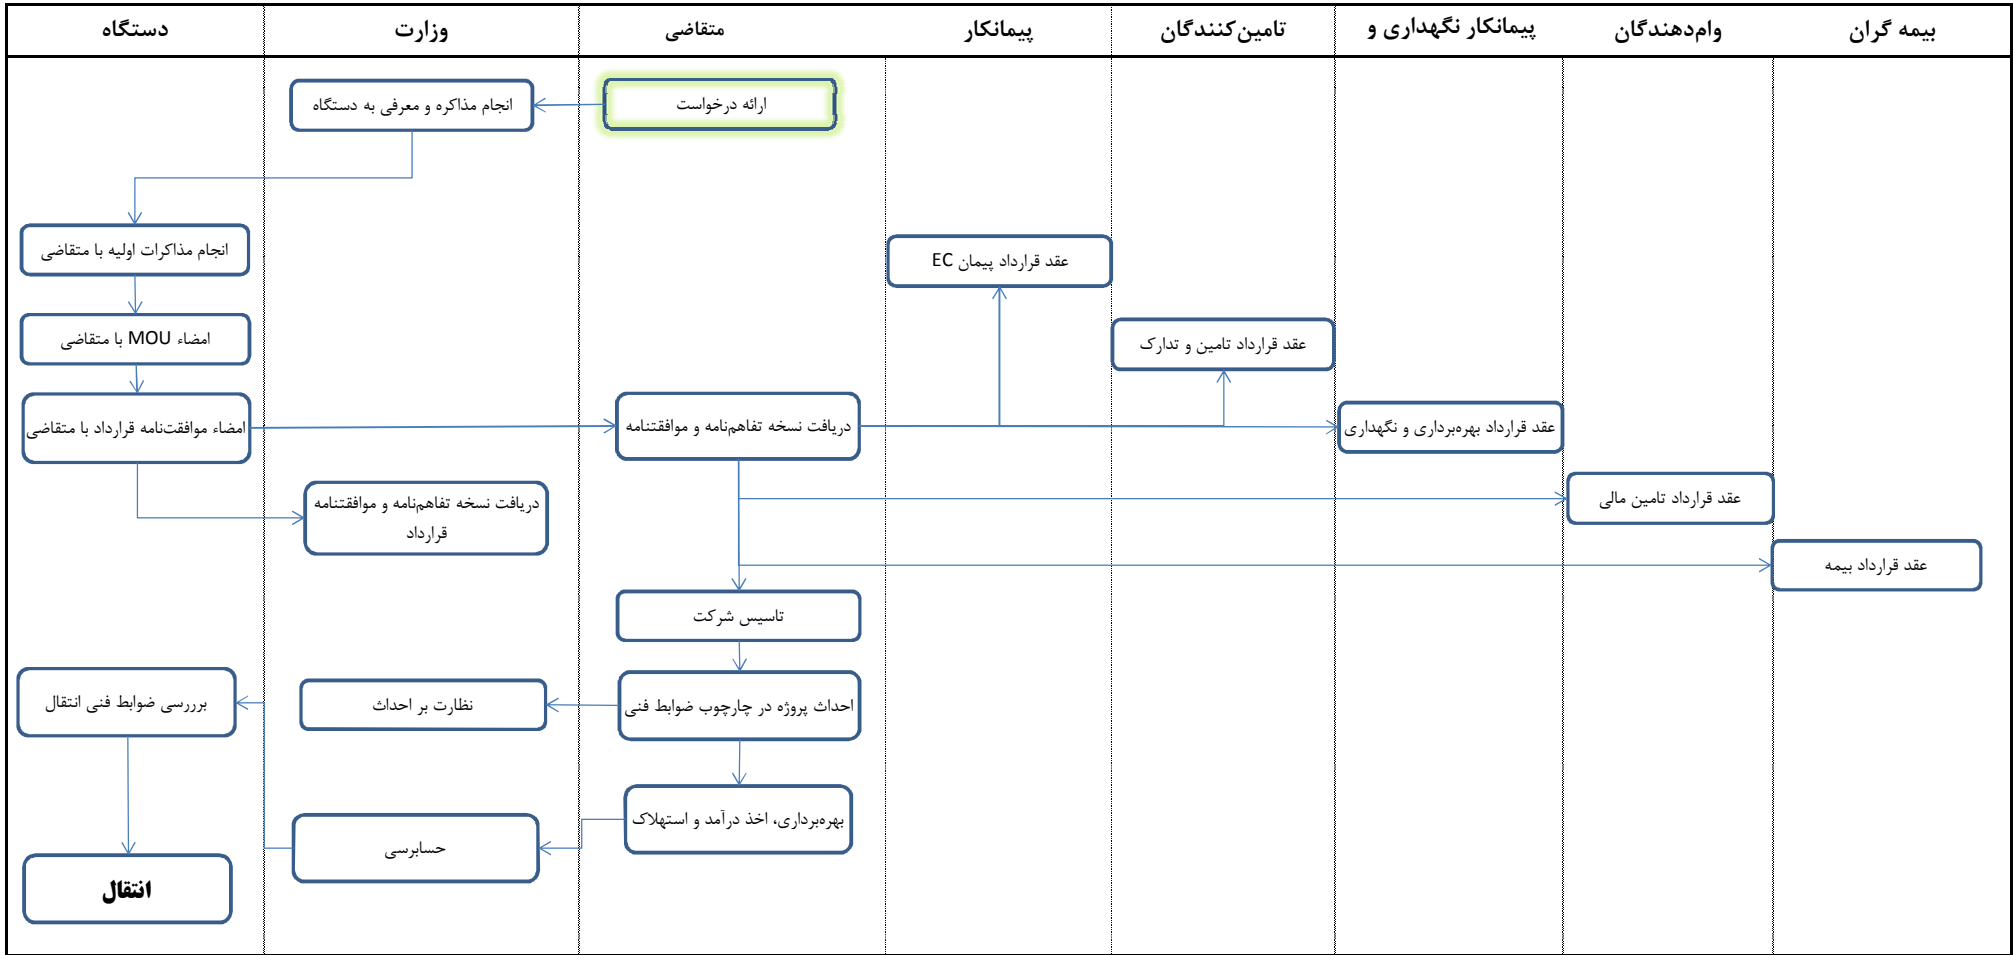 دستگاه
وزارت
متقاضی
پیمانکار
تامین‌کنندگان
پیمانکار نگهداری و
وام‌دهندگان
بیمه گران
ارائه درخواست
انجام مذاکره و معرفی به دستگاه
انجام مذاکرات اولیه با متقاضی
عقد قرارداد پیمان EC
امضاء MOU با متقاضی
عقد قرارداد تامین و تدارک
امضاء موافقت‌نامه قرارداد با متقاضی
دریافت نسخه تفاهم‌نامه و موافقتنامه
عقد قرارداد بهره‌برداری و نگهداری
دریافت نسخه تفاهم‌نامه و موافقتنامه
قرارداد
عقد قرارداد تامین مالی
عقد قرارداد بیمه
تاسیس شرکت
احداث پروژه در چارچوب ضوابط فنی
نظارت بر احداث
برررسی ضوابط فنی انتقال
بهره‌برداری، اخذ درآمد و استهلاک
حسابرسی
انتقال